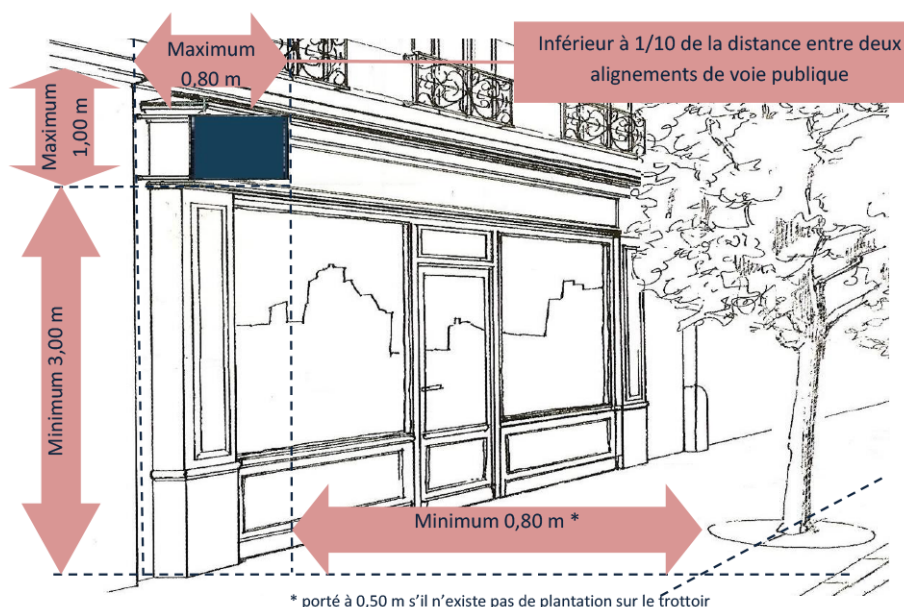 Maximum
0,80 m
Inférieur à 1/10 de la distance entre deux
alignements de voie publique
Maximum
1,00 m
Minimum 3,00 m
Minimum 0,80 m *
* porté à 0,50 m s’il n’existe pas de plantation sur le trottoir